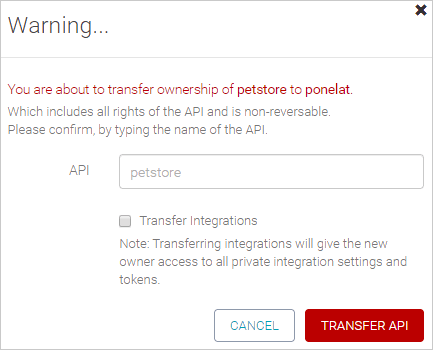 Warning...
You are about to transfer ownership of petstore to ponelat.
Which includes all rights of the API and is non-reversable.
Please confirm, by typing the name of the API.
API
petstore
Transfer Integrations
Note: Transferring integrations will give the new
owner access to all private integration settings and
tokens.
CANCEL
TRANSFER API